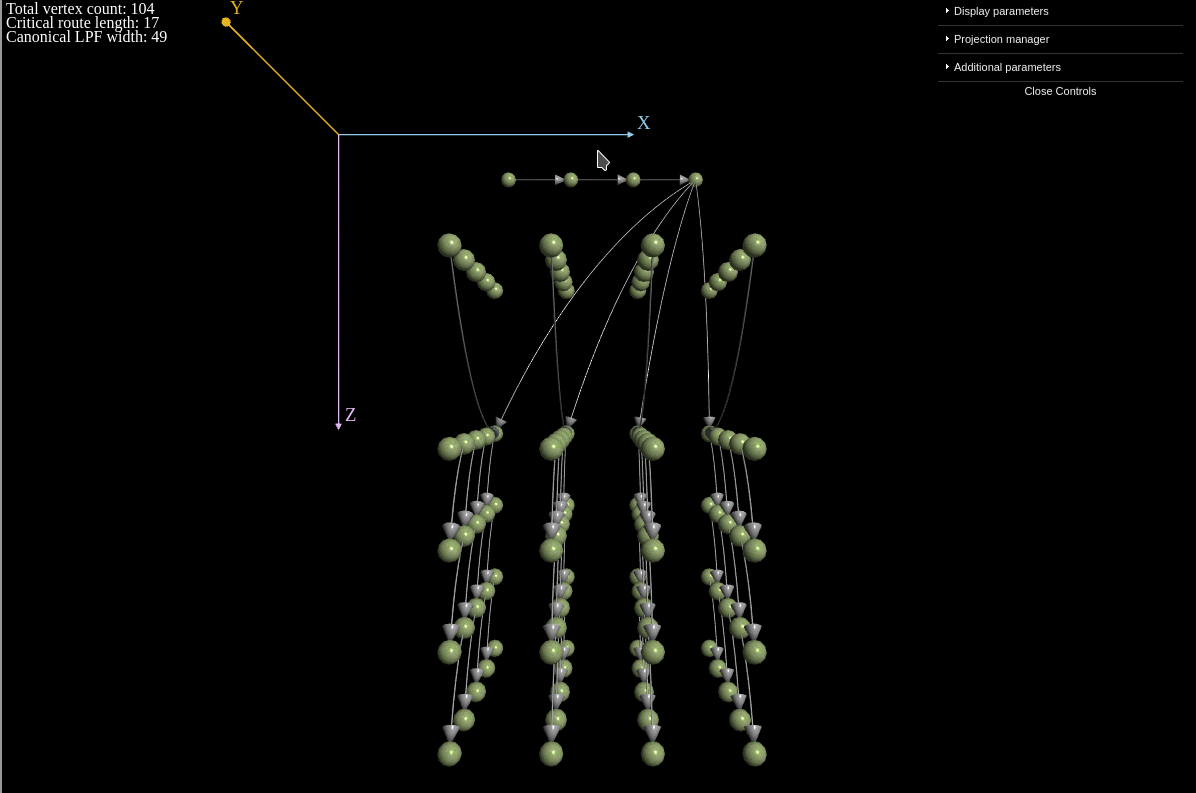 Total vertex count: 104
Critical route length: 17
Canonical LPF width: 49
Y
X
Z
Display parameters
Projection manager
Additional parameters
Close Controls